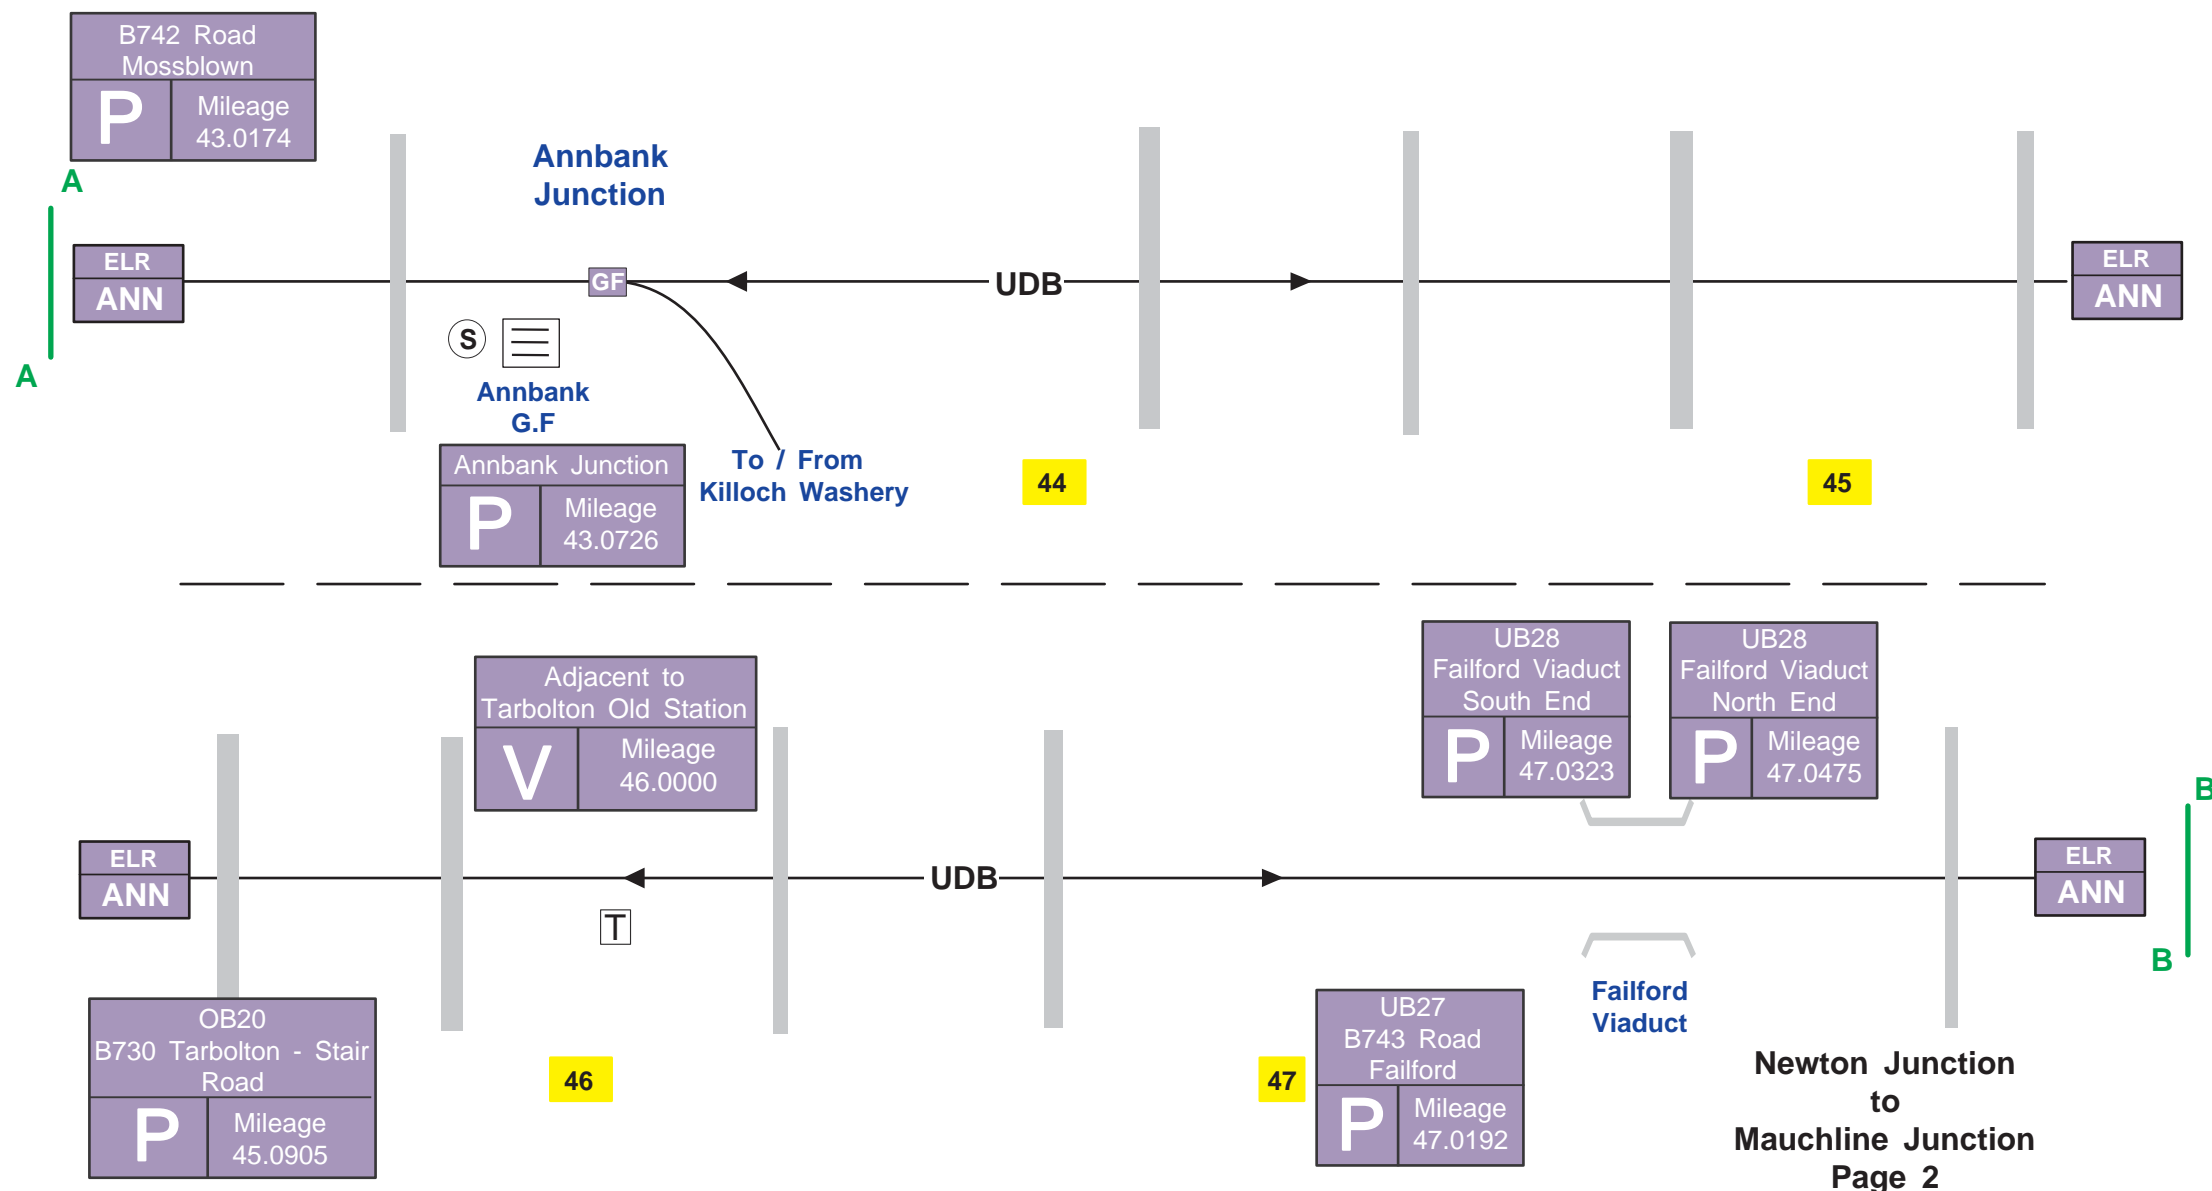 B742 Road
Mossblown
P
Mileage
43.0174
A
A
ELR
ANN
Annbank
Junction
GF
UDB
ELR
ANN
S
Annbank
G.F
Annbank Junction
P
Mileage
43.0726
To / From
Killoch Washery
44
45
Adjacent to
Tarbolton Old Station
V
Mileage
46.0000
UB28
Failford Viaduct
South End
P
Mileage
47.0323
UB28
Failford Viaduct
North End
P
Mileage
47.0475
B
B
ELR
ANN
UDB
ELR
ANN
T
OB20
B730 Tarbolton - Stair
Road
P
Mileage
45.0905
46
47
UB27
B743 Road
Failford
P
Mileage
47.0192
Failford
Viaduct
Newton Junction
to
Mauchline Junction
Page 2